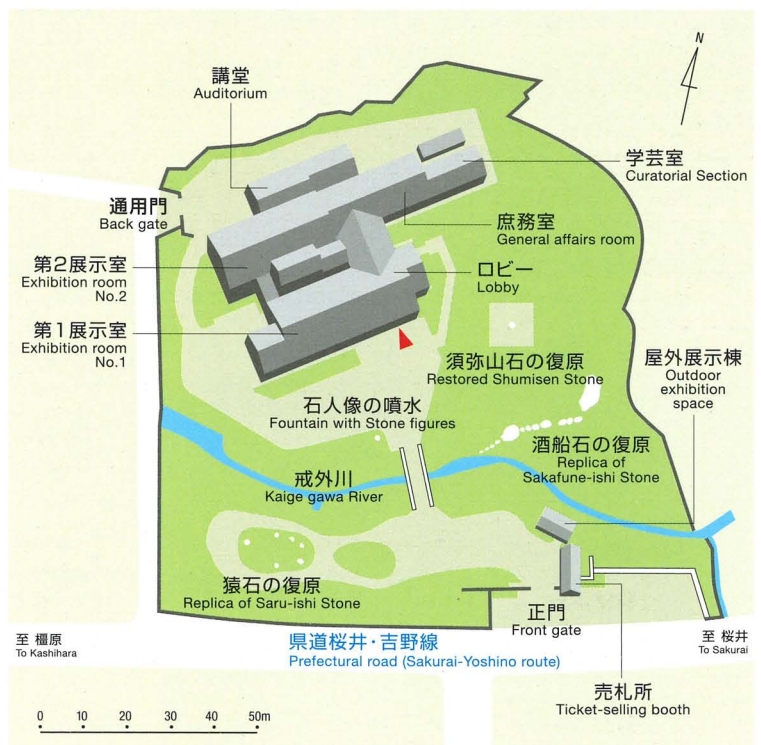 N
講堂
Auditorium
学芸室
Curatorial Section
通用門
Back gate
庶務室
General affairs room
第2展示室
Exhibition room
No.2
ロビー
Lobby
第1展示室
Exhibition room
No.1
須弥山石の復原
Restored Shumisen Stone
屋外展示棟
Outdoor
exhibition
space
石人像の噴水
Fountain with Stone figures
酒船石の復原
Replica of
Sakafune-ishi Stone
戒外川
Kaige gawa River
猿石の復原
Replica of Saru-ishi Stone
正門
Front gate
至 橿原
To Kashihara
県道桜井・吉野線
Prefectural road (Sakurai-Yoshino route)
至 桜井
To Sakurai
売札所
Ticket-selling booth
0 10 20 30 40 50m